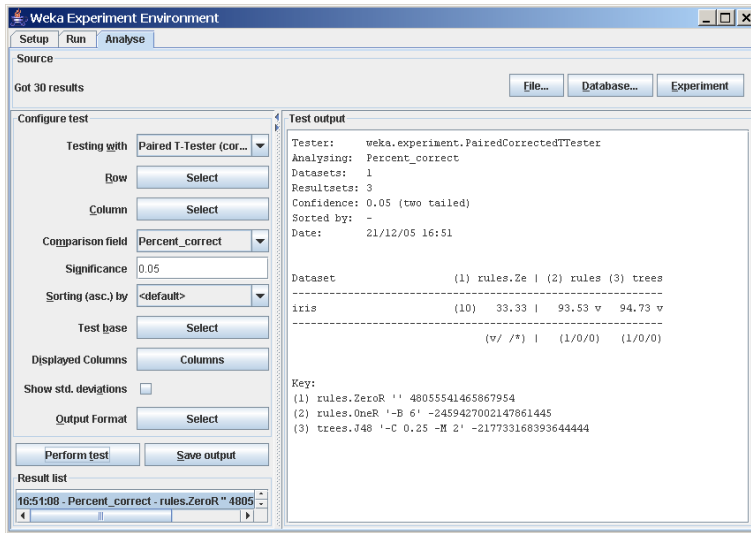 Weka Experiment Environment
Setup Run Analyse
Source
Got 30 results
File... Database... Experiment
Configure test
Testing with Paired T-Tester (cor...
Row Select
Column Select
Comparison field Percent_correct
Significance 0.05
Sorting (asc.) by <default>
Test base Select
Displayed Columns Columns
Show std. deviations
Output Format Select
Perform test Save output
Result list
16:51:08 - Percent_correct - rules.ZeroR '' 4805
Test output
Tester: weka.experiment.PairedCorrectedTTester
Analysing: Percent_correct
Datasets: 1
Resultsets: 3
Confidence: 0.05 (two tailed)
Sorted by: -
Date: 21/12/05 16:51
Dataset (1) rules.Ze | (2) rules (3) trees
--------------------------------------------------------------
iris (10) 33.33 | 93.53 v 94.73 v
--------------------------------------------------------------
(v/ /*) | (1/0/0) (1/0/0)
Key:
(1) rules.ZeroR '' 48055541465867954
(2) rules.OneR '-B 6' -2459427002147861445
(3) trees.J48 '-C 0.25 -M 2' -217733168393644444